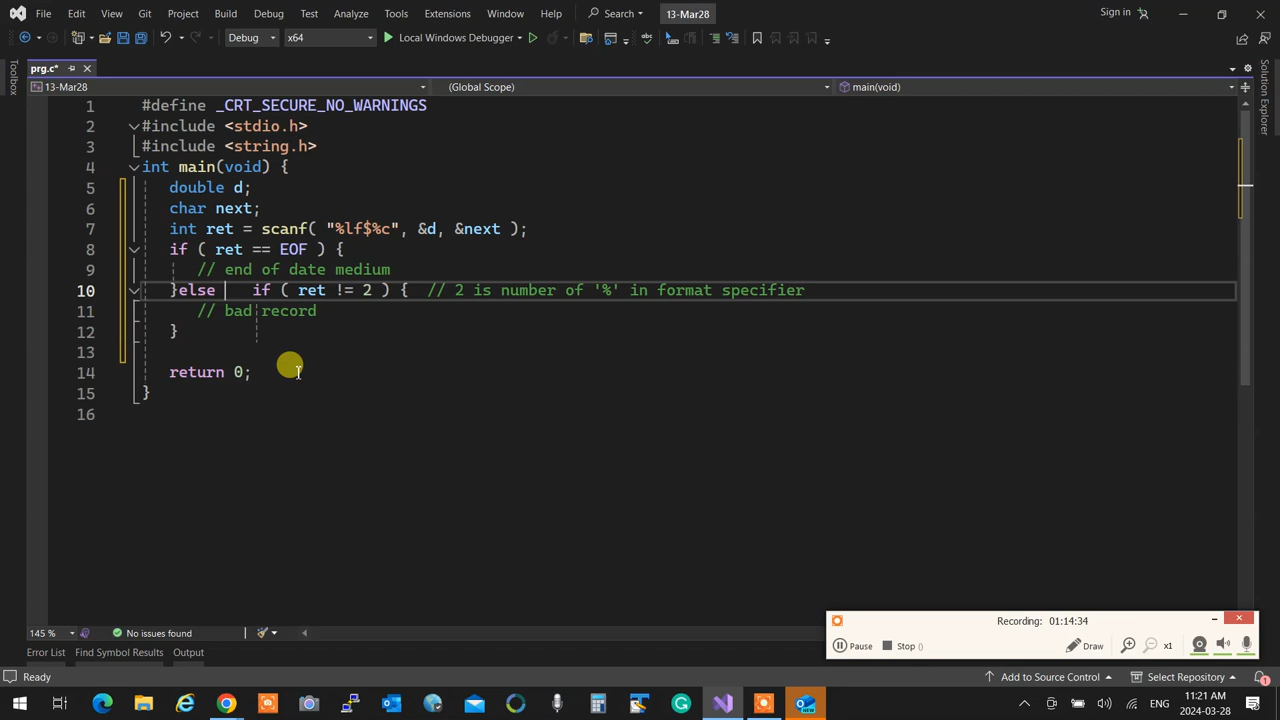 File Edit View Git Project Build Debug Test Analyze Tools Extensions Window Help Search 13-Mar28 Sign in
Debug x64 Local Windows Debugger
prg.c*
13-Mar28 (Global Scope) main(void)
Toolbox
Solution Explorer
1 #define _CRT_SECURE_NO_WARNINGS
2 #include <stdio.h>
3 #include <string.h>
4 int main(void) {
5 double d;
6 char next;
7 int ret = scanf( "%lf$%c", &d, &next );
8 if ( ret == EOF ) {
9 // end of date medium
10 }else if ( ret != 2 ) { // 2 is number of '%' in format specifier
11 // bad record
12 }
13
14 return 0;
15 }
16
Recording: 01:14:34
Pause Stop () Draw x1
145 % No issues found
Error List Find Symbol Results Output
Ready Add to Source Control Select Repository 1
NEW ENG 11:21 AM
2024-03-28 3